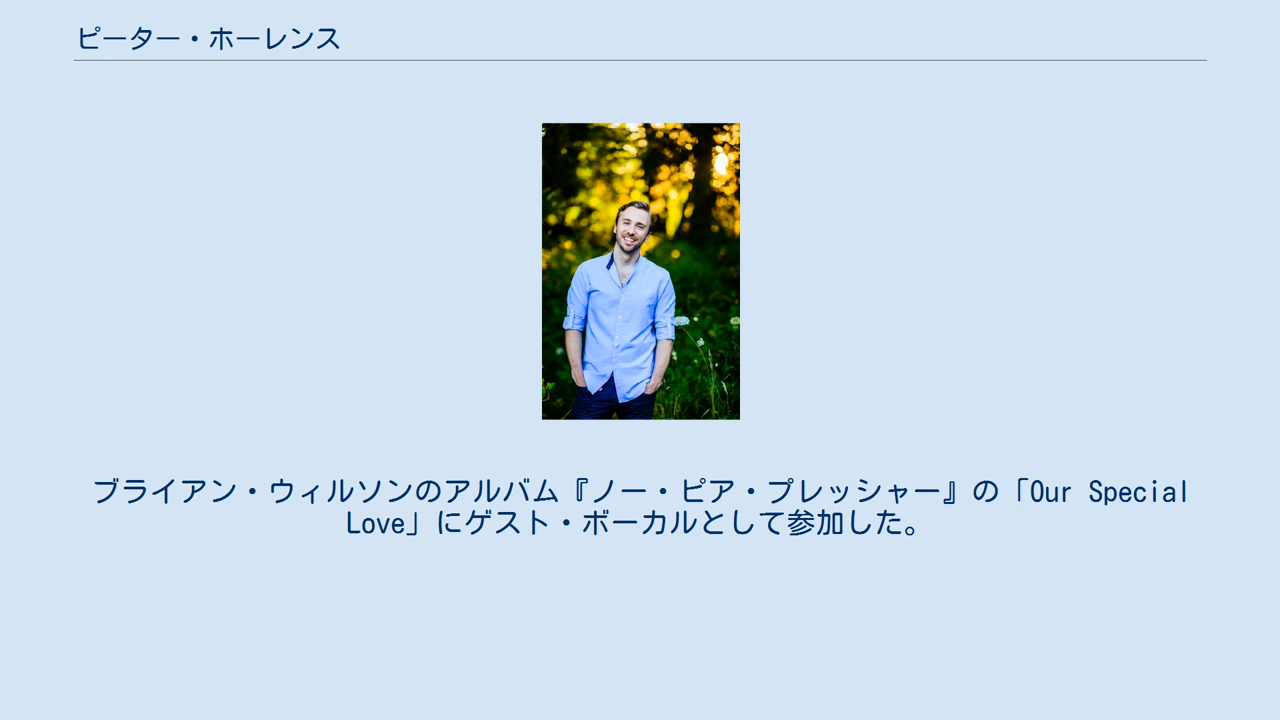 ピーター・ホーレンス
ブライアン・ウィルソンのアルバム『ノー・ピア・プレッシャー』の「Our Special
Love」にゲスト・ボーカルとして参加した。